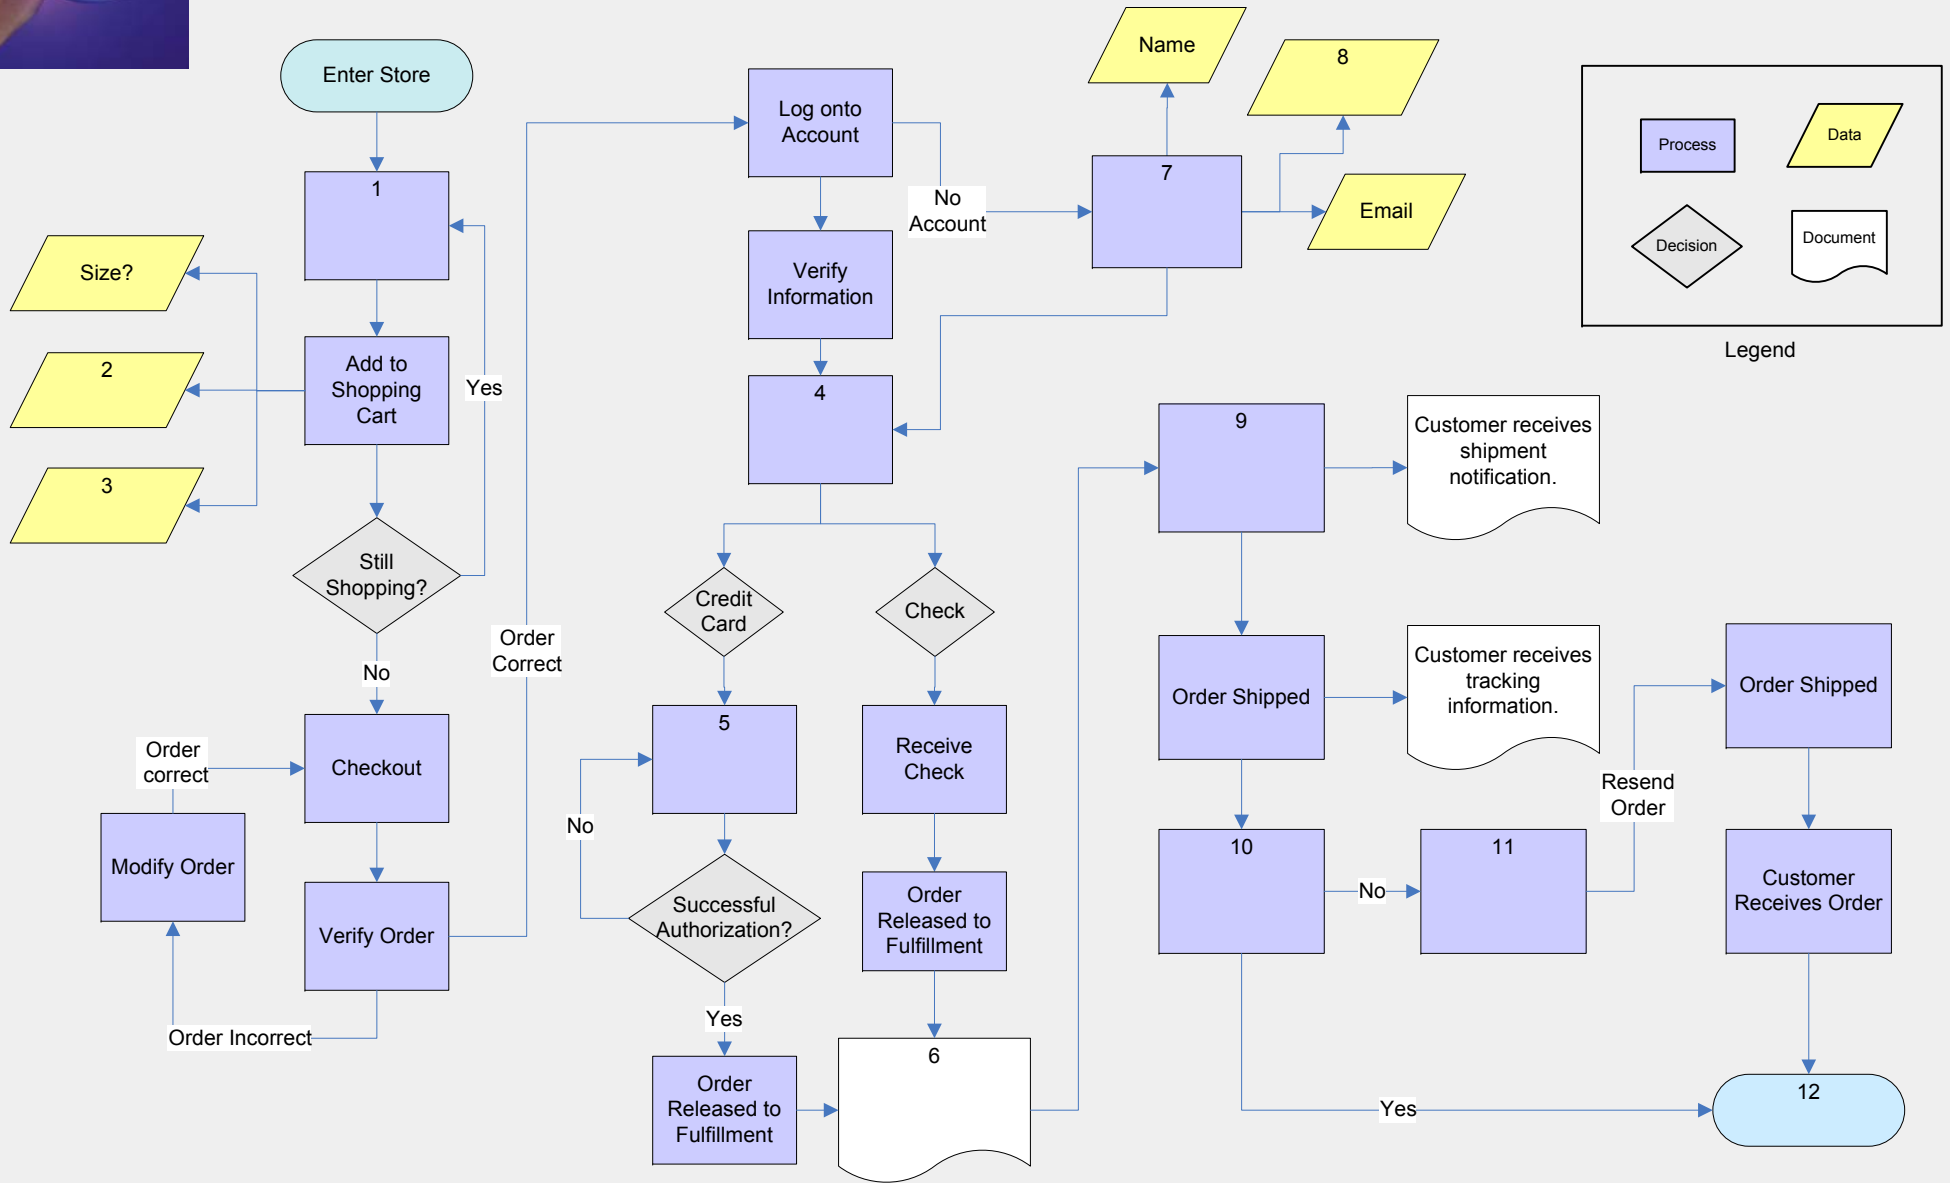 Enter Store
1
Size?
2
3
Add to
Shopping
Cart
Yes
Still
Shopping?
No
Order
correct
Checkout
Modify Order
Verify Order
Order Incorrect
Order
Correct
Log onto
Account
No
Account
Verify
Information
4
Credit
Card
Check
5
Receive
Check
No
Successful
Authorization?
Order
Released to
Fulfillment
Yes
Order
Released to
Fulfillment
6
Name
8
7
Email
9
Customer receives
shipment
notification.
Order Shipped
Customer receives
tracking
information.
10
No
11
Resend
Order
Order Shipped
Customer
Receives Order
Yes
12
Process
Data
Decision
Document
Legend